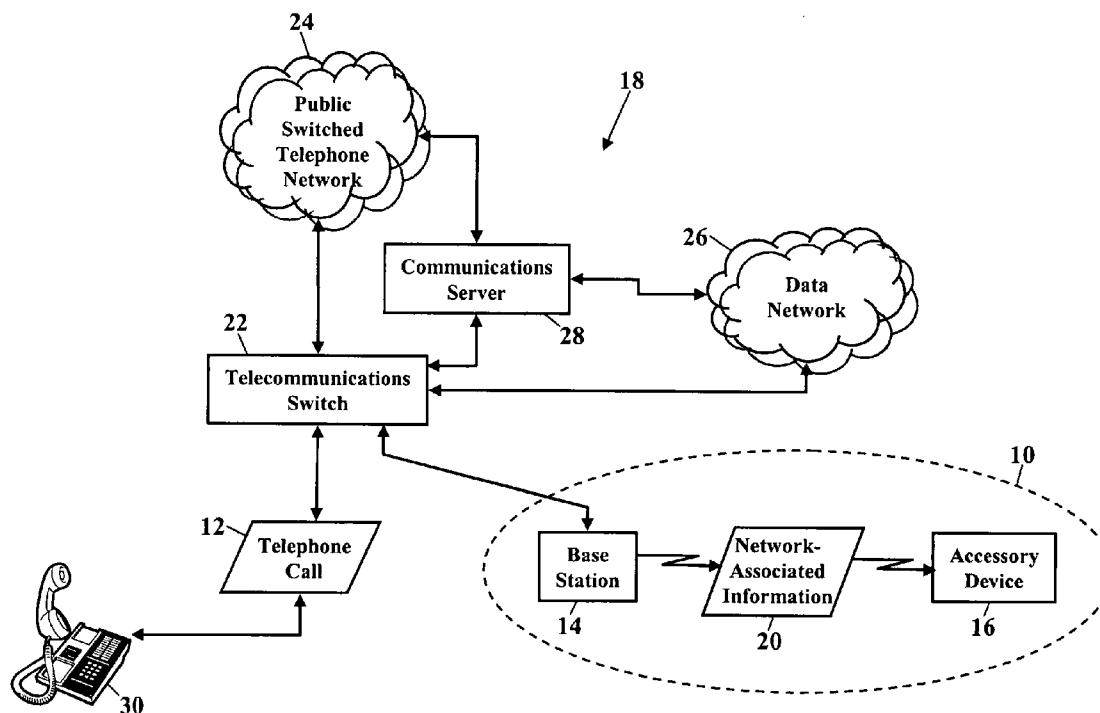 24
Public
Switched
Telephone
Network
18
26
Communications
Server
Data
Network
28
22
Telecommunications
Switch
10
12
Telephone
Call
Base
Station
Network-
Associated
Information
Accessory
Device
14
20
16
30